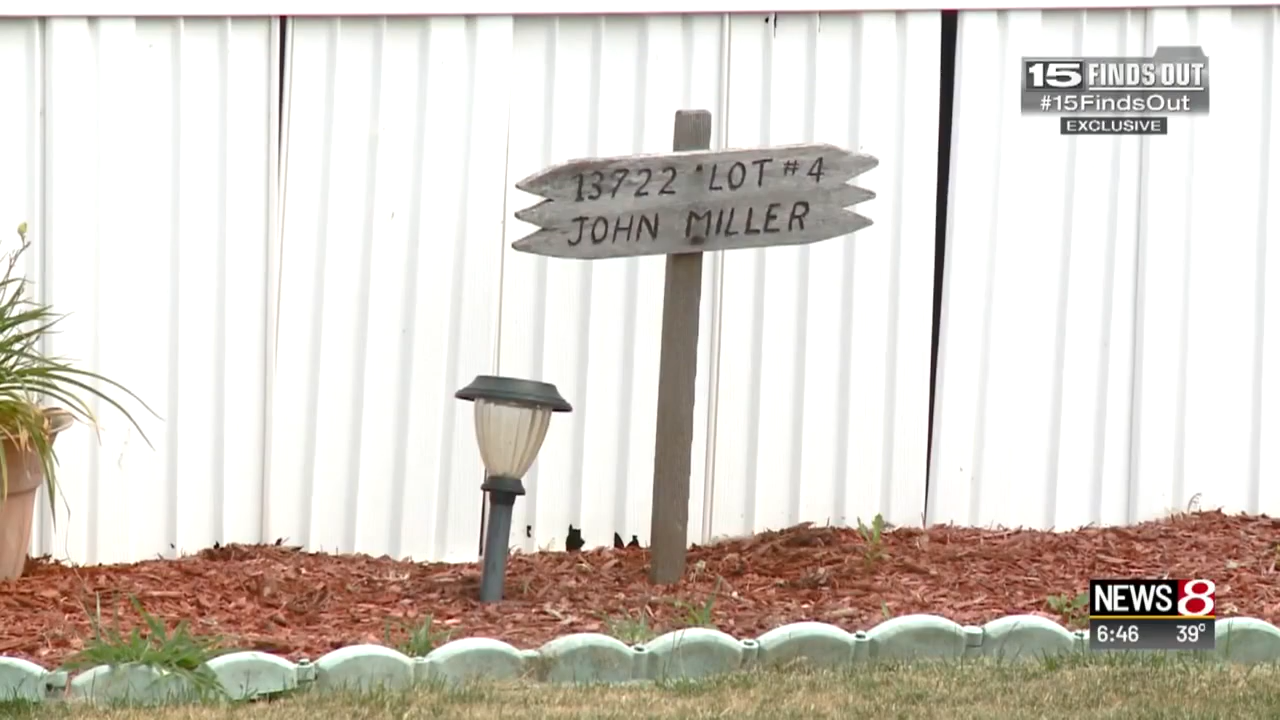 15 FINDS OUT
#15FindsOut
EXCLUSIVE
13722 LOT #4
JOHN MILLER
NEWS 8
6:46 39°